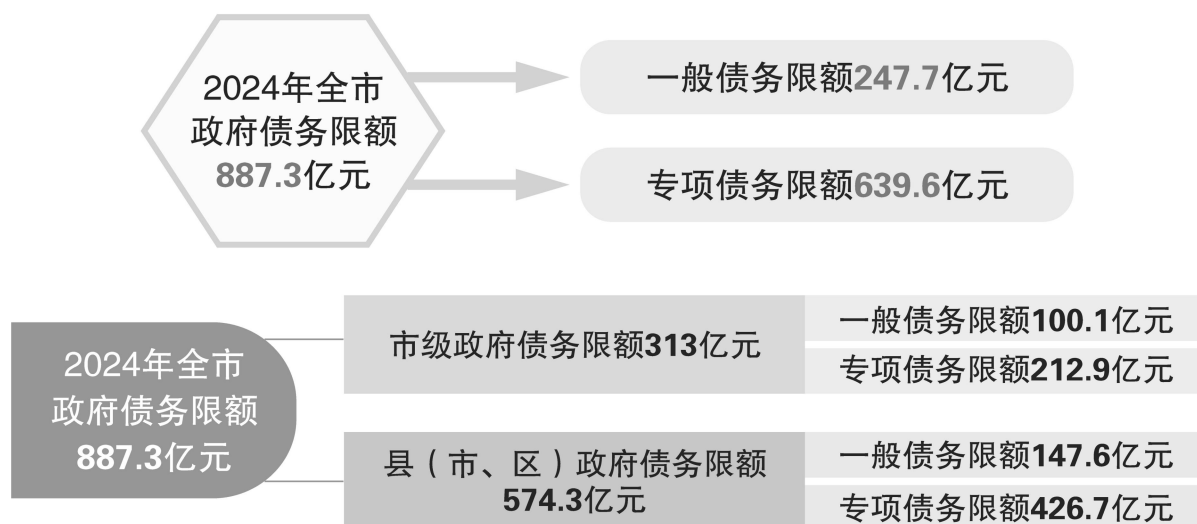 2024年全市
政府债务限额
887.3亿元
一般债务限额247.7亿元
专项债务限额639.6亿元
2024年全市
政府债务限额
887.3亿元
市级政府债务限额313亿元
一般债务限额100.1亿元
专项债务限额212.9亿元
县（市、区）政府债务限额
574.3亿元
一般债务限额147.6亿元
专项债务限额426.7亿元